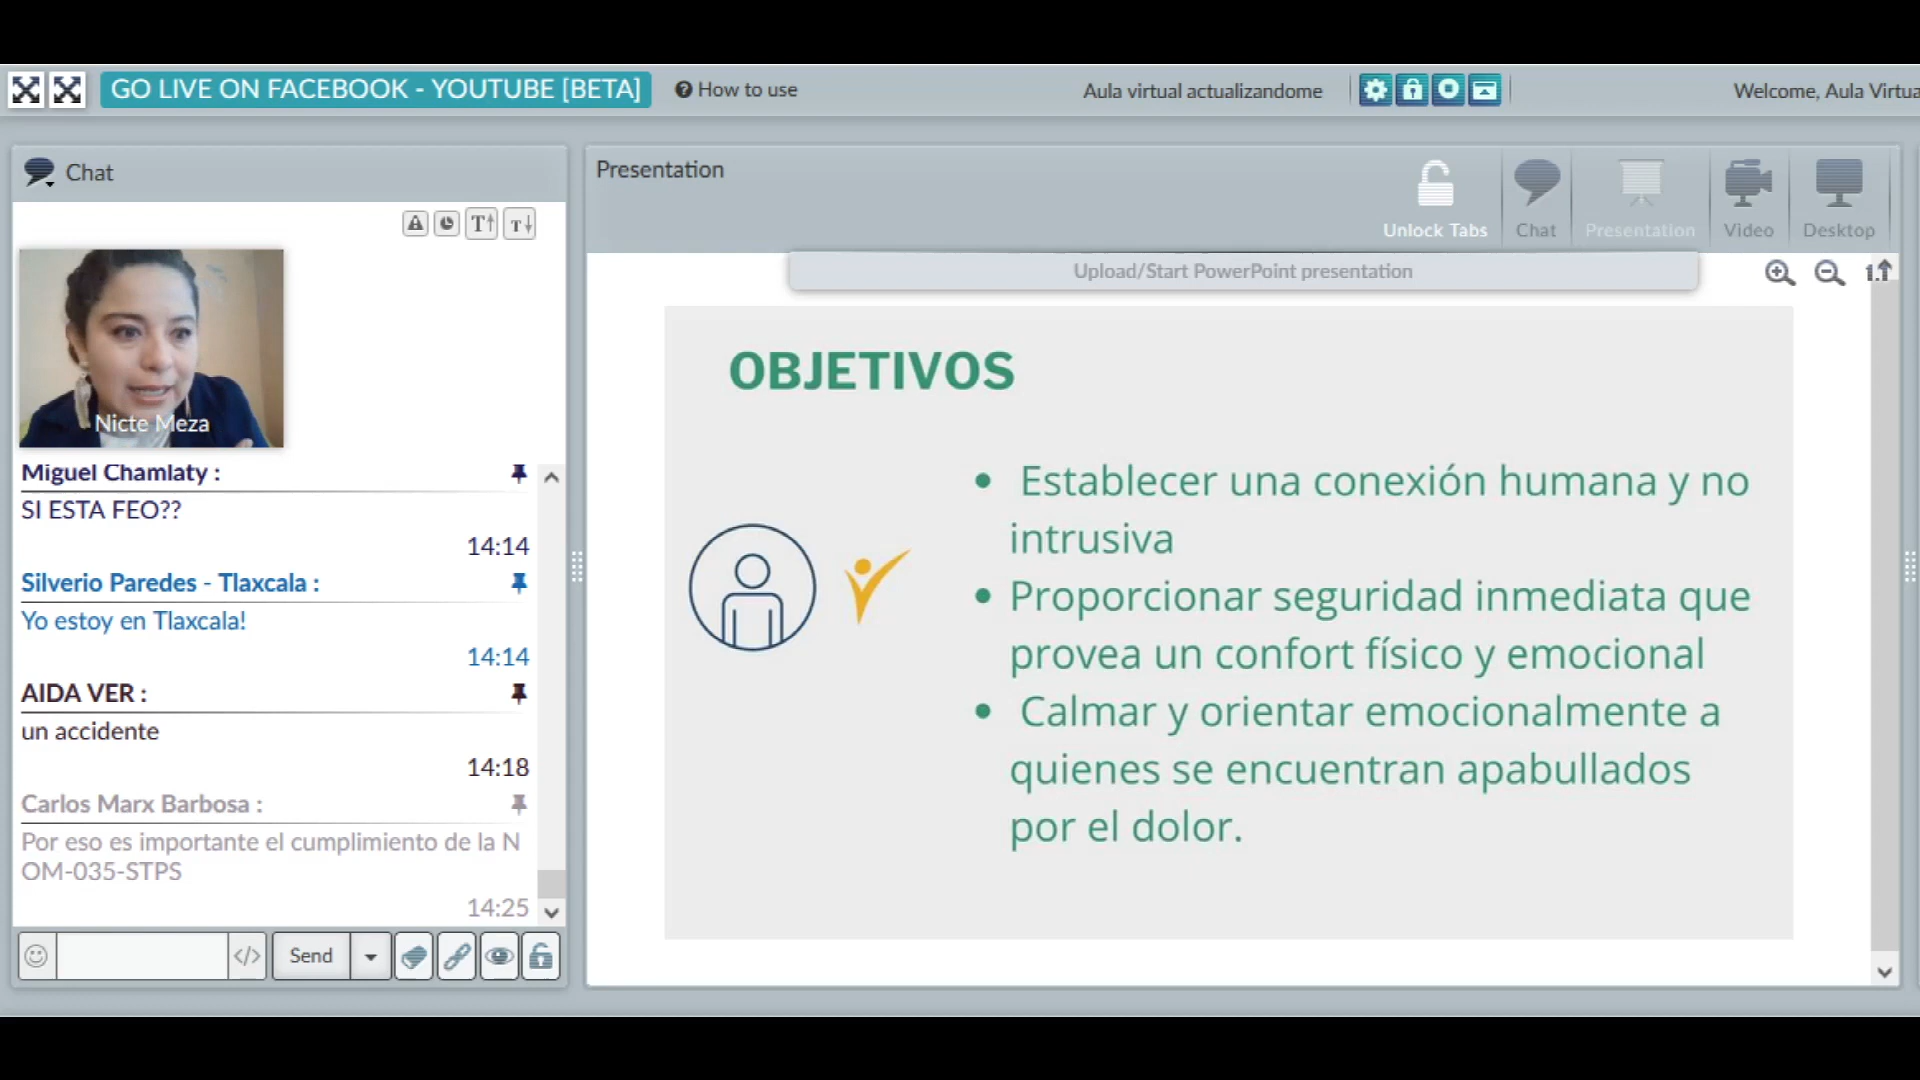 GO LIVE ON FACEBOOK - YOUTUBE [BETA]
How to use
Aula virtual actualizandome
Welcome, Aula Virtua
Chat
Nicte Meza
Miguel Chamlaty :
SI ESTA FEO??
14:14
Silverio Paredes - Tlaxcala :
Yo estoy en Tlaxcala!
14:14
AIDA VER :
un accidente
14:18
Carlos Marx Barbosa :
Por eso es importante el cumplimiento de la N
OM-035-STPS
14:25
Send
Presentation
Unlock Tabs
Chat
Presentation
Video
Desktop
Upload/Start PowerPoint presentation
OBJETIVOS
• Establecer una conexión humana y no
intrusiva
• Proporcionar seguridad inmediata que
provea un confort físico y emocional
• Calmar y orientar emocionalmente a
quienes se encuentran apabullados
por el dolor.